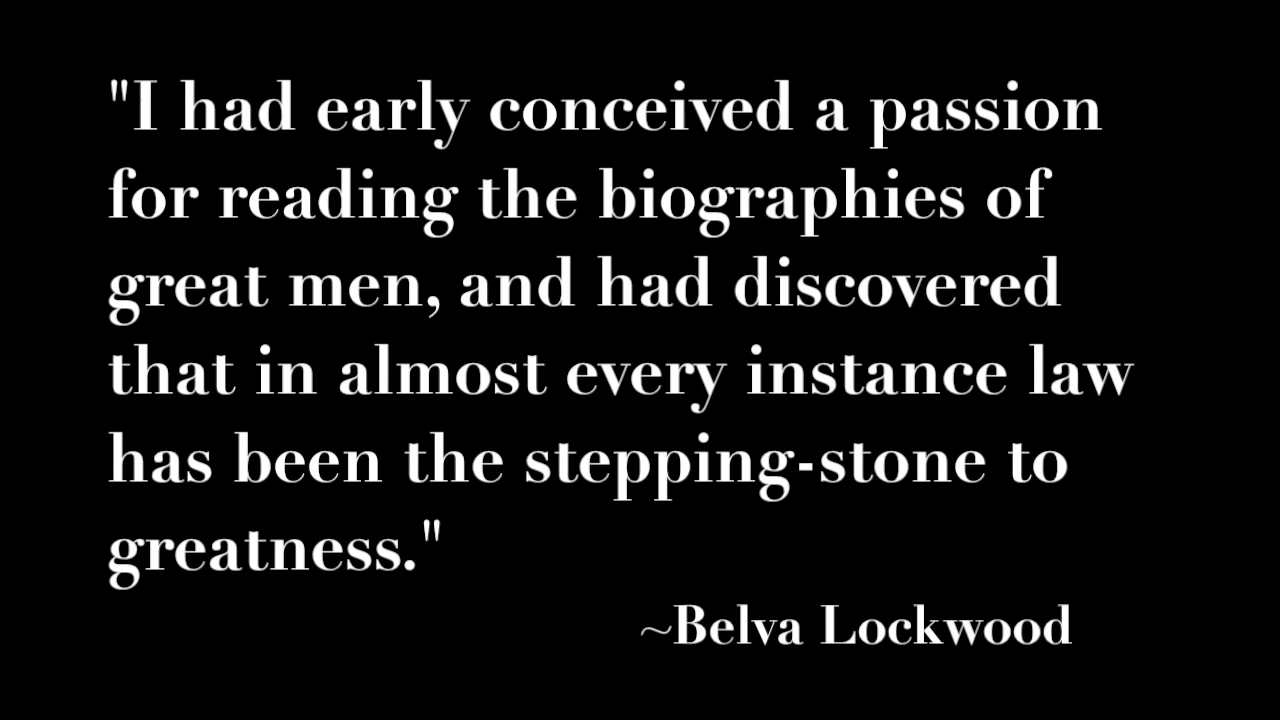 "I had early conceived a passion
for reading the biographies of
great men, and had discovered
that in almost every instance law
has been the stepping-stone to
greatness."
~Belva Lockwood